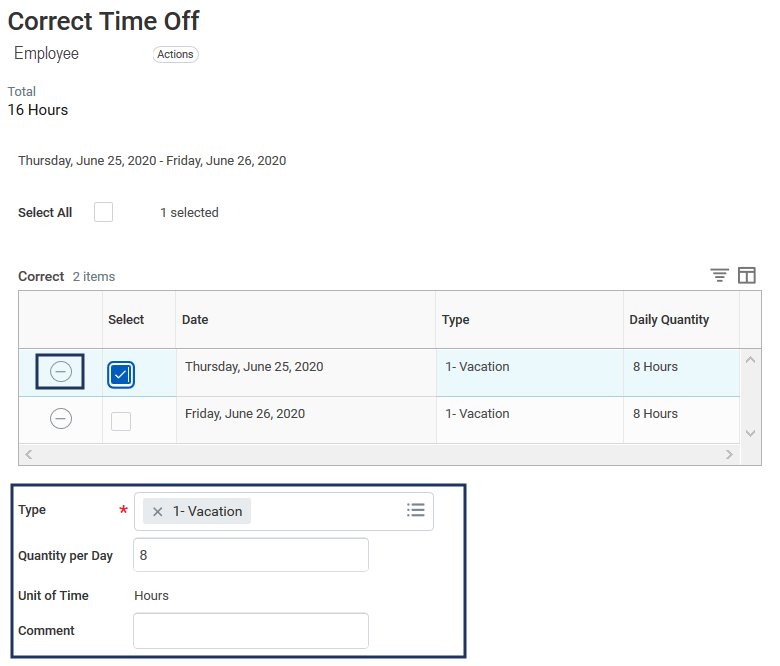 Correct Time Off
Employee Actions
Total
16 Hours
Thursday, June 25, 2020 - Friday, June 26, 2020
Select All 1 selected
Correct 2 items
Select Date Type Daily Quantity
Thursday, June 25, 2020 1- Vacation 8 Hours
Friday, June 26, 2020 1- Vacation 8 Hours
Type * × 1- Vacation
Quantity per Day 8
Unit of Time Hours
Comment